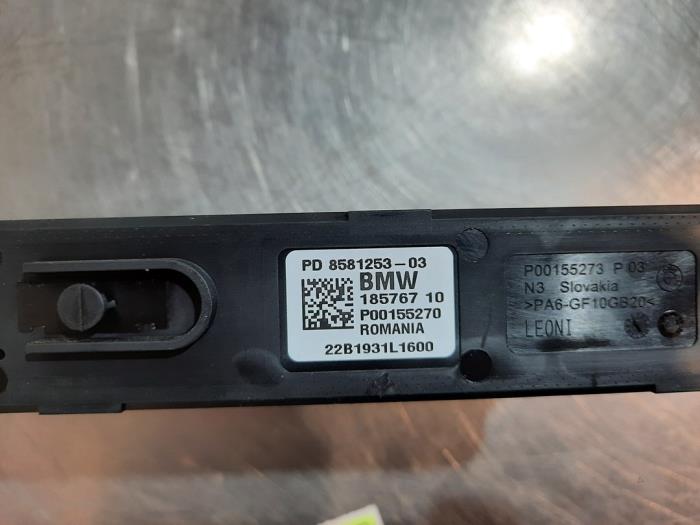 PD 8581253-03
BMW
185767 10
P00155270
ROMANIA
22B1931L1600
P00155273 P 03
N3 Slovakia
>PA6-GF10GB20<
LEONI